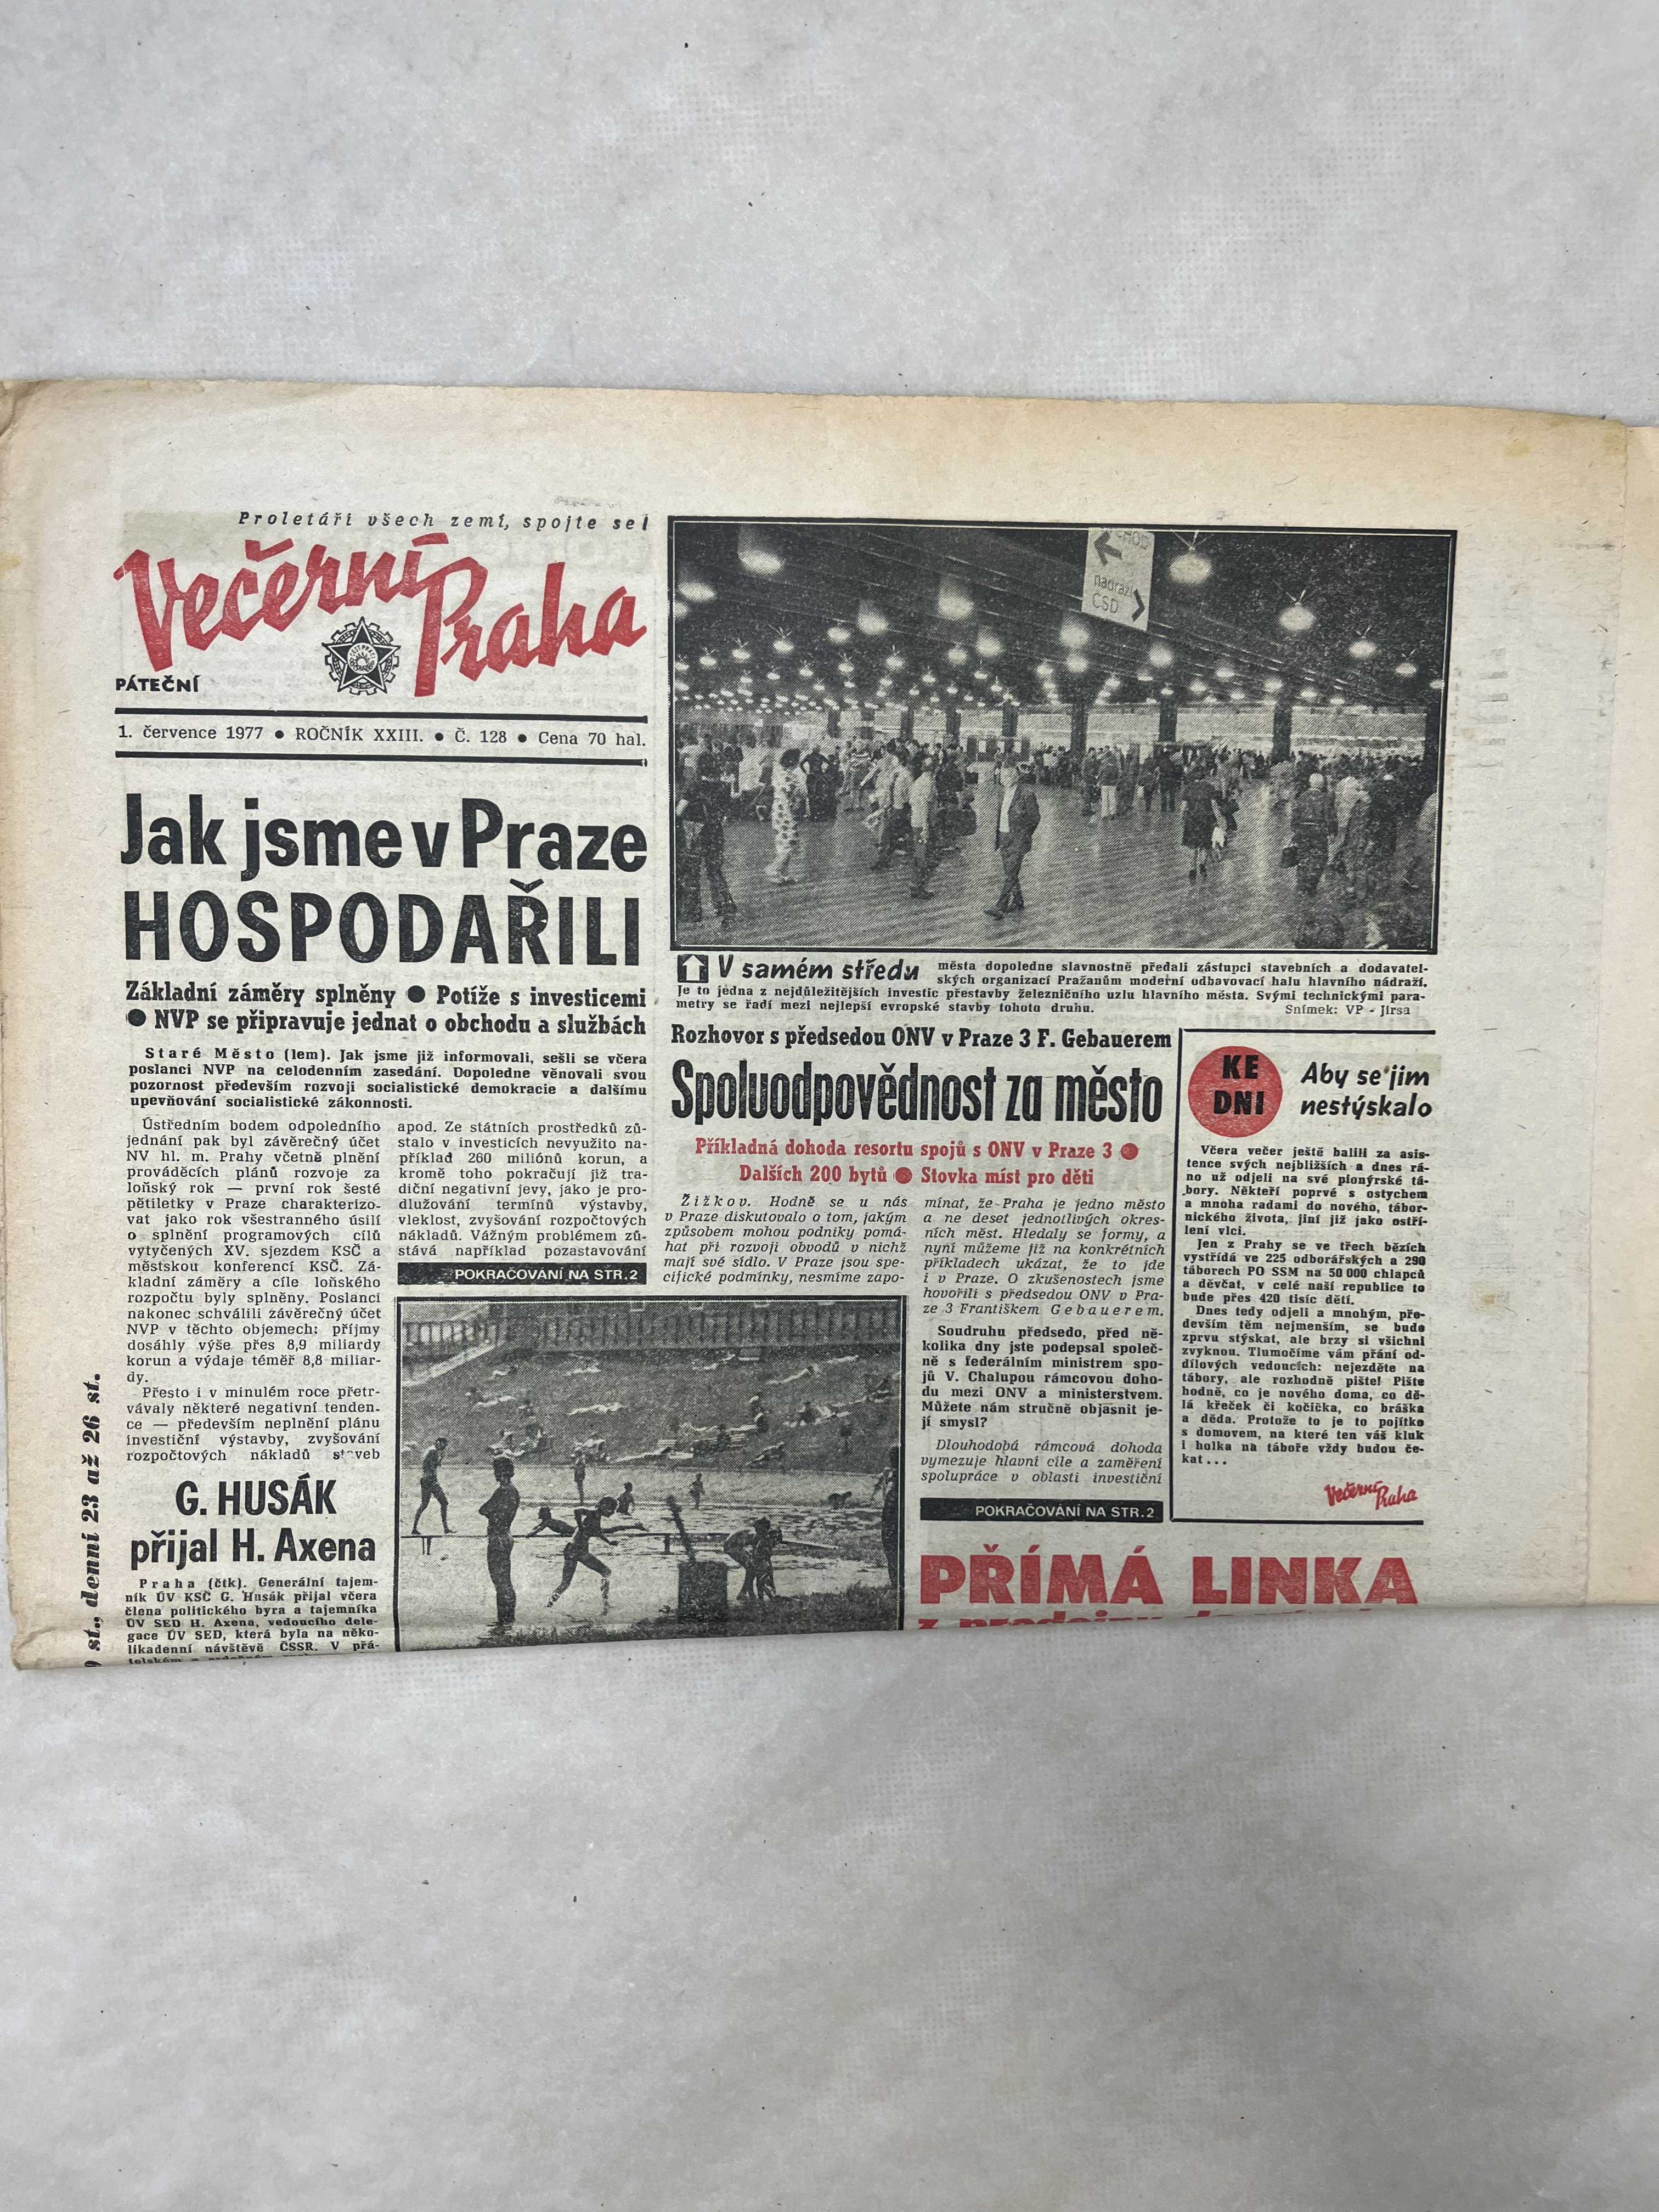 Proletáři všech zemí, spojte se!
Večerní
Praha
PÁTEČNÍ
1. července 1977 ● ROČNÍK XXIII. ● Č. 128 ● Cena 70 hal.
Jak jsme v Praze
HOSPODAŘILI
Základní záměry splněny ● Potíže s investicemi
● NVP se připravuje jednat o obchodu a službách
Staré Město (lem). Jak jsme již informovali, sešli se včera
poslanci NVP na celodenním zasedání. Dopoledne věnovali svou
pozornost především rozvoji socialistické demokracie a dalšímu
upevňování socialistické zákonnosti.
Ústředním bodem odpoledního
jednání pak byl závěrečný účet
NV hl. m. Prahy včetně plnění
prováděcích plánů rozvoje za
loňský rok — první rok šesté
pětiletky v Praze charakterizo-
vat jako rok všestranného úsilí
o splnění programových cílů
vytyčených XV. sjezdem KSČ a
městskou konferencí KSČ. Zá-
kladní záměry a cíle loňského
rozpočtu byly splněny. Poslanci
nakonec schválili závěrečný účet
NVP v těchto objemech: příjmy
dosáhly výše přes 8,9 miliardy
korun a výdaje téměř 8,8 miliar-
dy.
Přesto i v minulém roce přetr-
vávaly některé negativní tenden-
ce — především neplnění plánu
investiční výstavby, zvyšování
rozpočtových nákladů staveb
apod. Ze státních prostředků zů-
stalo v investicích nevyužito na-
příklad 260 miliónů korun, a
kromě toho pokračují již tra-
diční negativní jevy, jako je pro-
dlužování termínů výstavby,
vleklost, zvyšování rozpočtových
nákladů. Vážným problémem zů-
stává například pozastavování
POKRAČOVÁNÍ NA STR. 2
G. HUSÁK
přijal H. Axena
Praha (čtk). Generální tajem-
ník ÚV KSČ G. Husák přijal včera
člena politického byra a tajemníka
ÚV SED H. Axena, vedoucího dele-
gace ÚV SED, která byla na něko-
likadenní návštěvě ČSSR. V přá-
st., denní 23 až 26 st.
CHOD
nádraží
ČSD
V samém středu města dopoledne slavnostně předali zástupci stavebních a dodavatel-
ských organizací Pražanům moderní odbavovací halu hlavního nádraží.
Je to jedna z nejdůležitějších investic přestavby železničního uzlu hlavního města. Svými technickými para-
metry se řadí mezi nejlepší evropské stavby tohoto druhu. Snímek: VP - Jirsa
Rozhovor s předsedou ONV v Praze 3 F. Gebauerem
Spoluodpovědnost za město
Příkladná dohoda resortu spojů s ONV v Praze 3 ●
Dalších 200 bytů ● Stovka míst pro děti
Žižkov. Hodně se u nás
v Praze diskutovalo o tom, jakým
způsobem mohou podniky pomá-
hat při rozvoji obvodů v nichž
mají své sídlo. V Praze jsou spe-
cifické podmínky, nesmíme zapo-
mínat, že Praha je jedno město
a ne deset jednotlivých okres-
ních měst. Hledaly se formy, a
nyní můžeme již na konkrétních
příkladech ukázat, že to jde
i v Praze. O zkušenostech jsme
hovořili s předsedou ONV v Pra-
ze 3 Františkem Gebauerem.
Soudruhu předsedo, před ně-
kolika dny jste podepsal společ-
ně s federálním ministrem spo-
jů V. Chalupou rámcovou doho-
du mezi ONV a ministerstvem.
Můžete nám stručně objasnit je-
jí smysl?
Dlouhodobá rámcová dohoda
vymezuje hlavní cíle a zaměření
spolupráce v oblasti investiční
POKRAČOVÁNÍ NA STR. 2
KE
DNI
Aby se jim
nestýskalo
Včera večer ještě balili za asis-
tence svých nejbližších a dnes rá-
no už odjeli na své pionýrské tá-
bory. Někteří poprvé s ostychem
a mnoha radami do nového, tábor-
nického života, jiní již jako ostří-
lení vlci.
Jen z Prahy se ve třech bězích
vystřídá ve 225 odborářských a 290
táborech PO SSM na 50 000 chlapců
a děvčat, v celé naší republice to
bude přes 420 tisíc dětí.
Dnes tedy odjeli a mnohým, pře-
devším těm nejmenším, se bude
zprvu stýskat, ale brzy si všichni
zvyknou. Tlumočíme vám přání od-
dílových vedoucích: nejezděte na
tábory, ale rozhodně pište! Pište
hodně, co je nového doma, co dě-
lá křeček či kočička, co bráška
a děda. Protože to je to pojítko
s domovem, na které ten váš kluk
i holka na táboře vždy budou če-
kat...
Večerní Praha
PŘÍMÁ LINKA